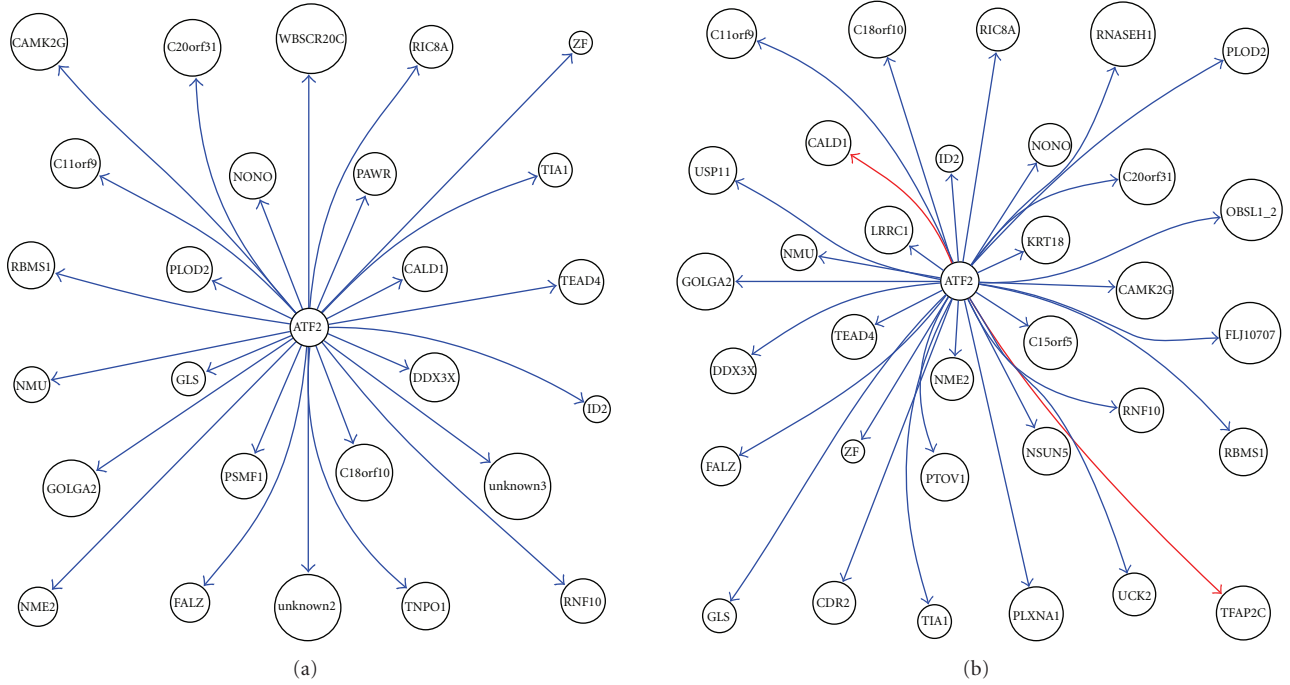 CAMK2G
C20orf31
WBSCR20C
RIC8A
ZF
C11orf9
NONO
PAWR
TIA1
RBMS1
PLOD2
CALD1
TEAD4
ATF2
NMU
GLS
DDX3X
ID2
GOLGA2
PSMF1
C18orf10
unknown3
NME2
FALZ
unknown2
TNPO1
RNF10
(a)
C11orf9
C18orf10
RIC8A
RNASEH1
PLOD2
CALD1
ID2
NONO
USP11
C20orf31
OBSL1_2
LRRC1
KRT18
NMU
GOLGA2
ATF2
CAMK2G
TEAD4
C15orf5
FLJ10707
DDX3X
NME2
RNF10
FALZ
ZF
NSUN5
RBMS1
PTOV1
GLS
CDR2
TIA1
PLXNA1
UCK2
TFAP2C
(b)